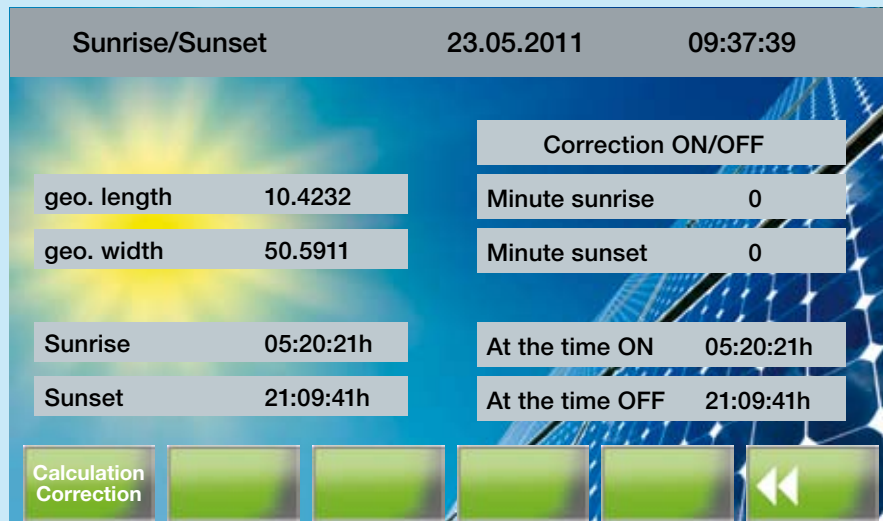 Sunrise/Sunset 23.05.2011 09:37:39
Correction ON/OFF
geo. length 10.4232
Minute sunrise 0
geo. width 50.5911
Minute sunset 0
Sunrise 05:20:21h
At the time ON 05:20:21h
Sunset 21:09:41h
At the time OFF 21:09:41h
Calculation
Correction